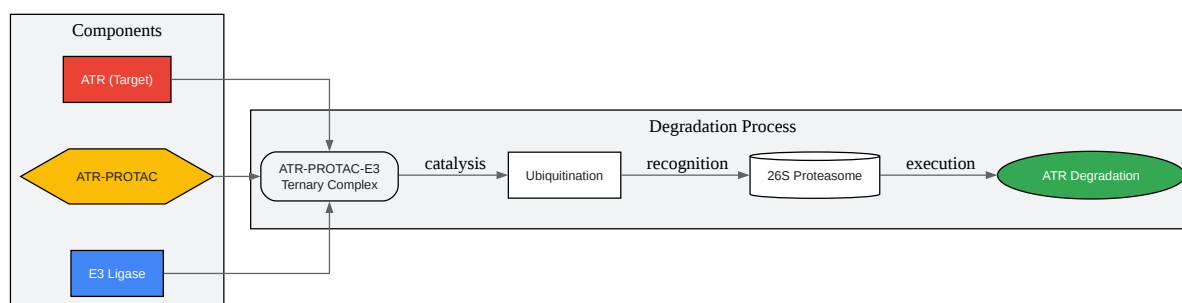 Components
ATR (Target)
ATR-PROTAC
E3 Ligase
Degradation Process
ATR-PROTAC-E3
Ternary Complex
catalysis
Ubiquitination
recognition
26S Proteasome
execution
ATR Degradation